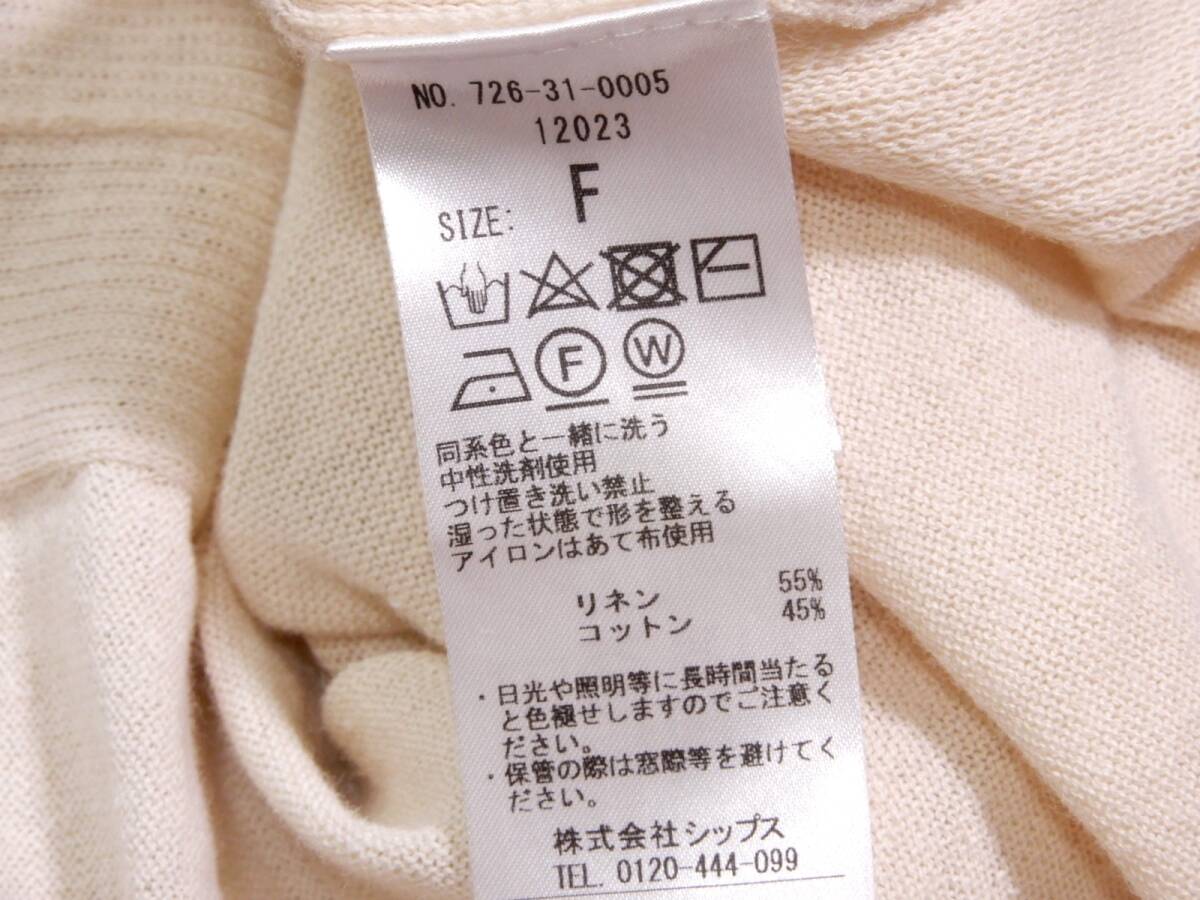 NO. 726-31-0005
12023
SIZE: F
F W
同系色と一緒に洗う
中性洗剤使用
つけ置き洗い禁止
湿った状態で形を整える
アイロンはあて布使用
リネン 55%
コットン 45%
・日光や照明等に長時間当たる
と色褪せしますのでご注意く
ださい。
・保管の際は窓際等を避けてく
ださい。
株式会社シップス
TEL. 0120-444-099